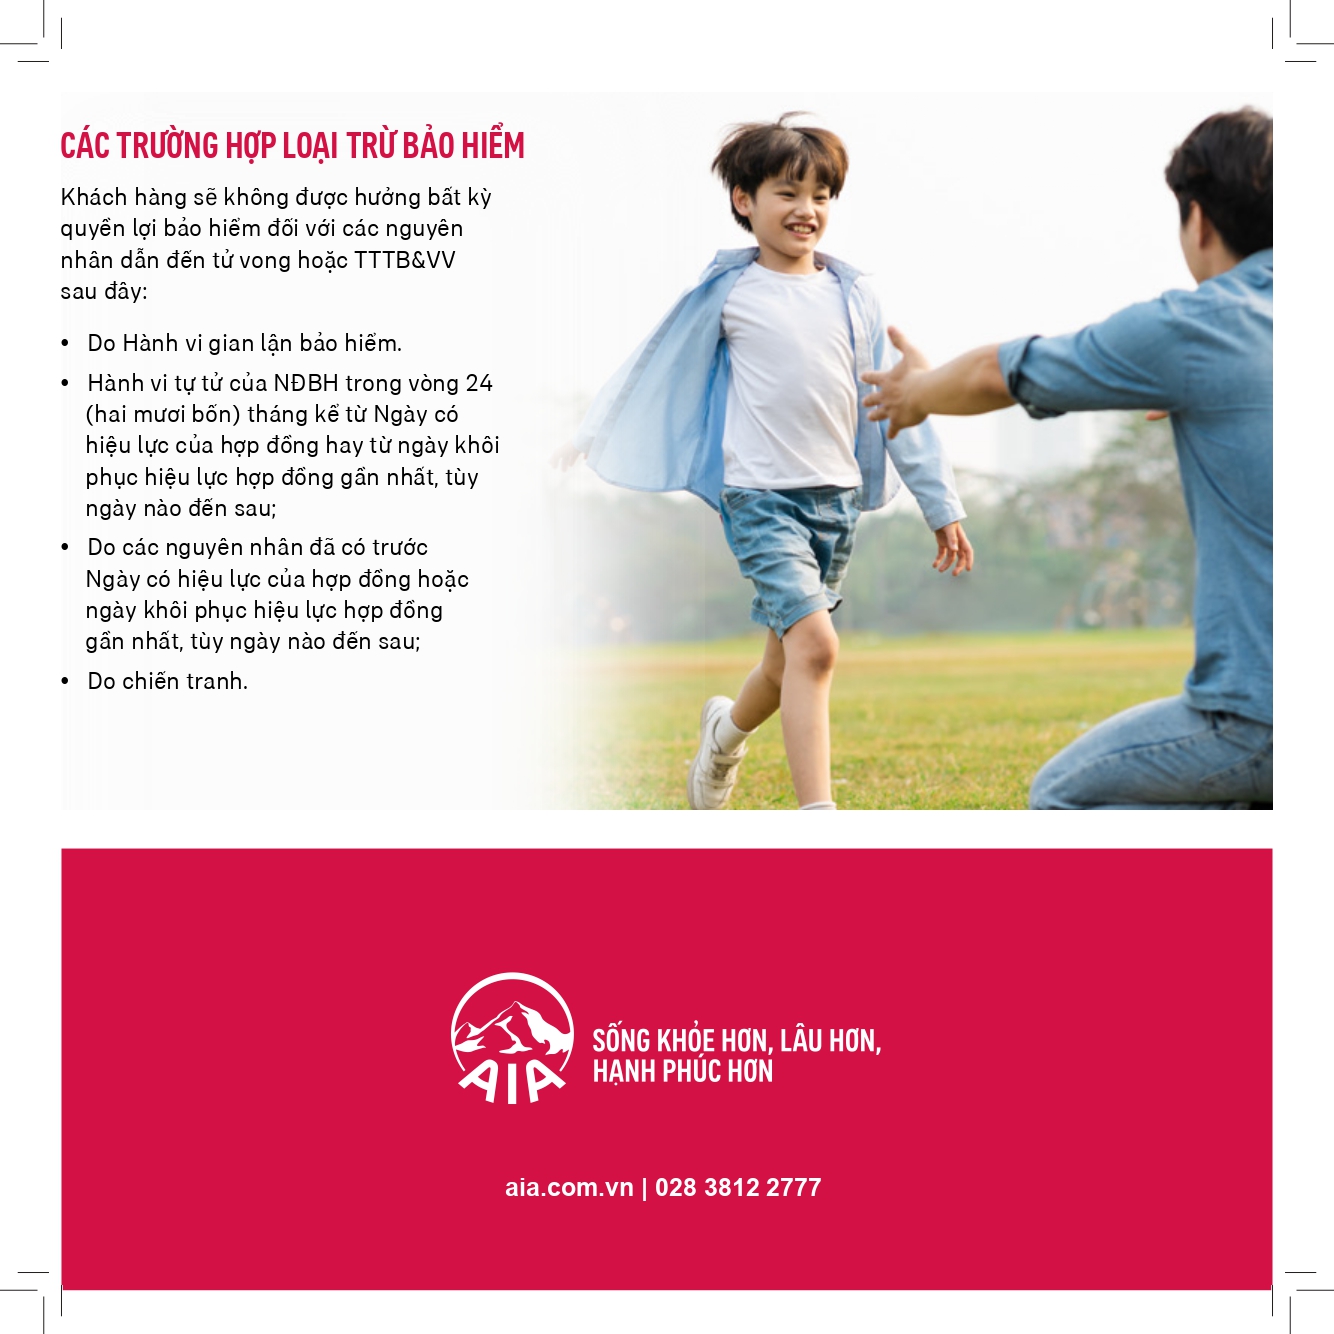 CÁC TRƯỜNG HỢP LOẠI TRỪ BẢO HIỂM
Khách hàng sẽ không được hưởng bất kỳ
quyền lợi bảo hiểm đối với các nguyên
nhân dẫn đến tử vong hoặc TTTB&VV
sau đây:
• Do Hành vi gian lận bảo hiểm.
• Hành vi tự tử của NĐBH trong vòng 24
(hai mươi bốn) tháng kể từ Ngày có
hiệu lực của hợp đồng hay từ ngày khôi
phục hiệu lực hợp đồng gần nhất, tùy
ngày nào đến sau;
• Do các nguyên nhân đã có trước
Ngày có hiệu lực của hợp đồng hoặc
ngày khôi phục hiệu lực hợp đồng
gần nhất, tùy ngày nào đến sau;
• Do chiến tranh.
SỐNG KHỎE HƠN, LÂU HƠN,
HẠNH PHÚC HƠN
AIA
aia.com.vn | 028 3812 2777